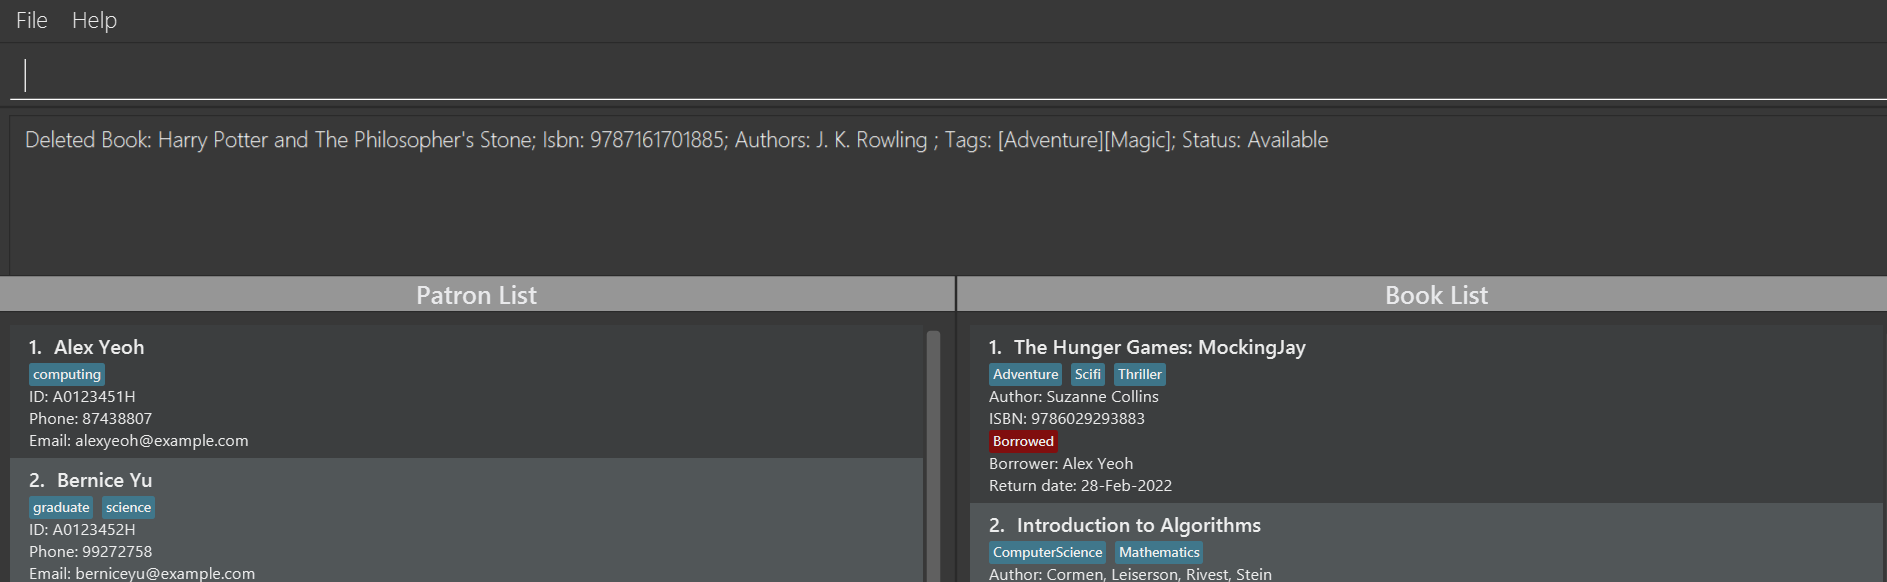 File Help
Deleted Book: Harry Potter and The Philosopher's Stone; Isbn: 9787161701885; Authors: J. K. Rowling ; Tags: [Adventure][Magic]; Status: Available
Patron List
1. Alex Yeoh
computing
ID: A0123451H
Phone: 87438807
Email: alexyeoh@example.com
2. Bernice Yu
graduate science
ID: A0123452H
Phone: 99272758
Email: berniceyu@example.com
Book List
1. The Hunger Games: MockingJay
Adventure Scifi Thriller
Author: Suzanne Collins
ISBN: 9786029293883
Borrowed
Borrower: Alex Yeoh
Return date: 28-Feb-2022
2. Introduction to Algorithms
ComputerScience Mathematics
Author: Cormen, Leiserson, Rivest, Stein